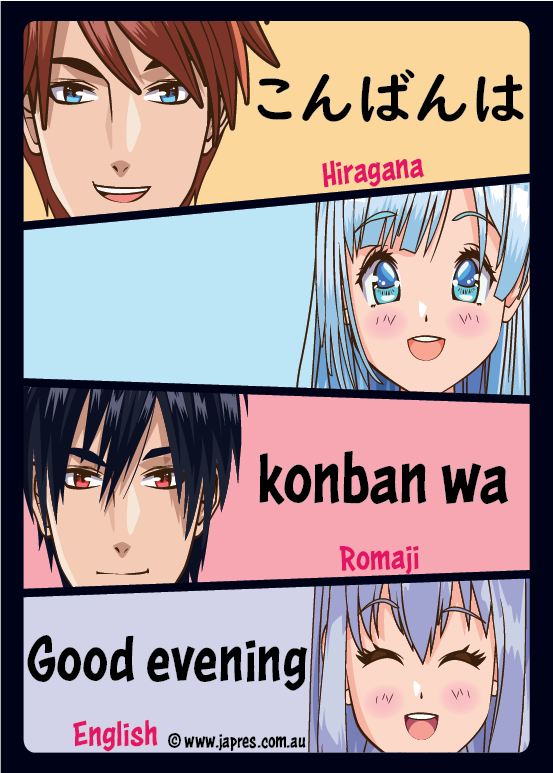 こんばんは
Hiragana
konban wa
Romaji
Good evening
English © www.japres.com.au